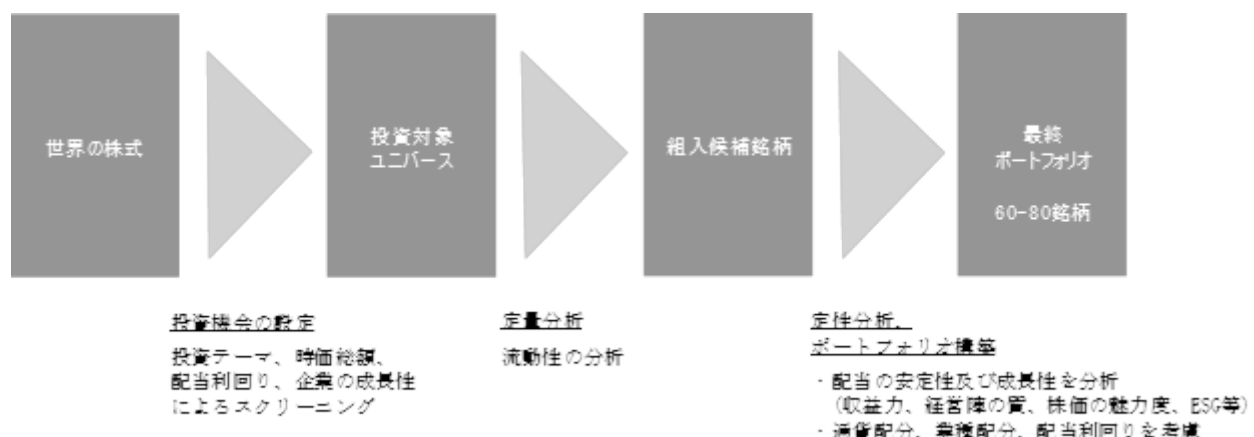 世界の株式
投資対象
ユニバース
組入候補銘柄
最終
ポートフォリオ
60-80銘柄
投資機会の設定
投資テーマ、時価総額、
配当利回り、企業の成長性
によるスクリーニング
定量分析
流動性の分析
定性分析、
ポートフォリオ構築
・配当の安定性及び成長性を分析
(収益力、経営陣の質、株価の魅力度、ESG等)
・通貨配分、業種配分、配当利回りを考慮